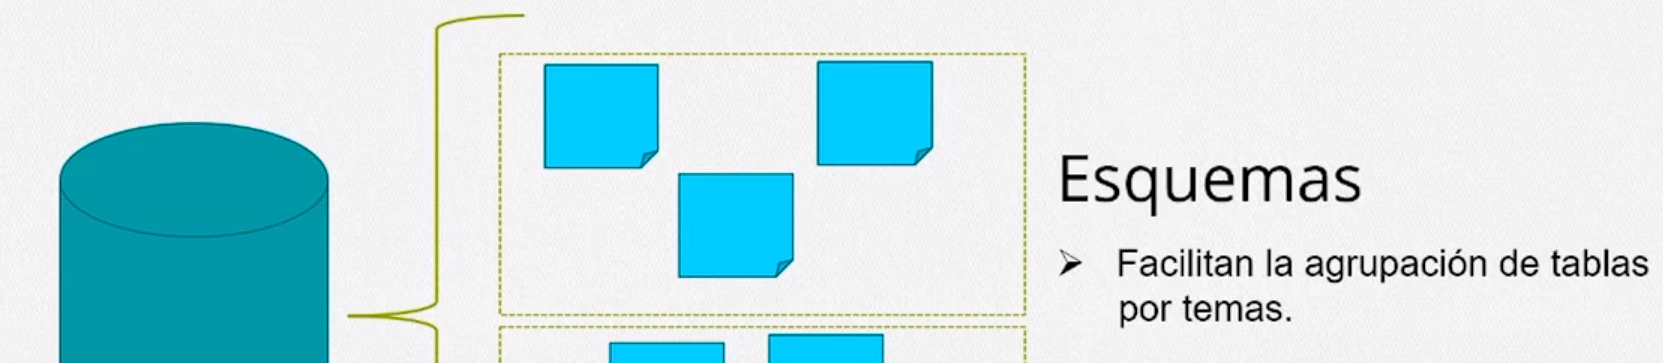 Esquemas
➤ Facilitan la agrupación de tablas
por temas.